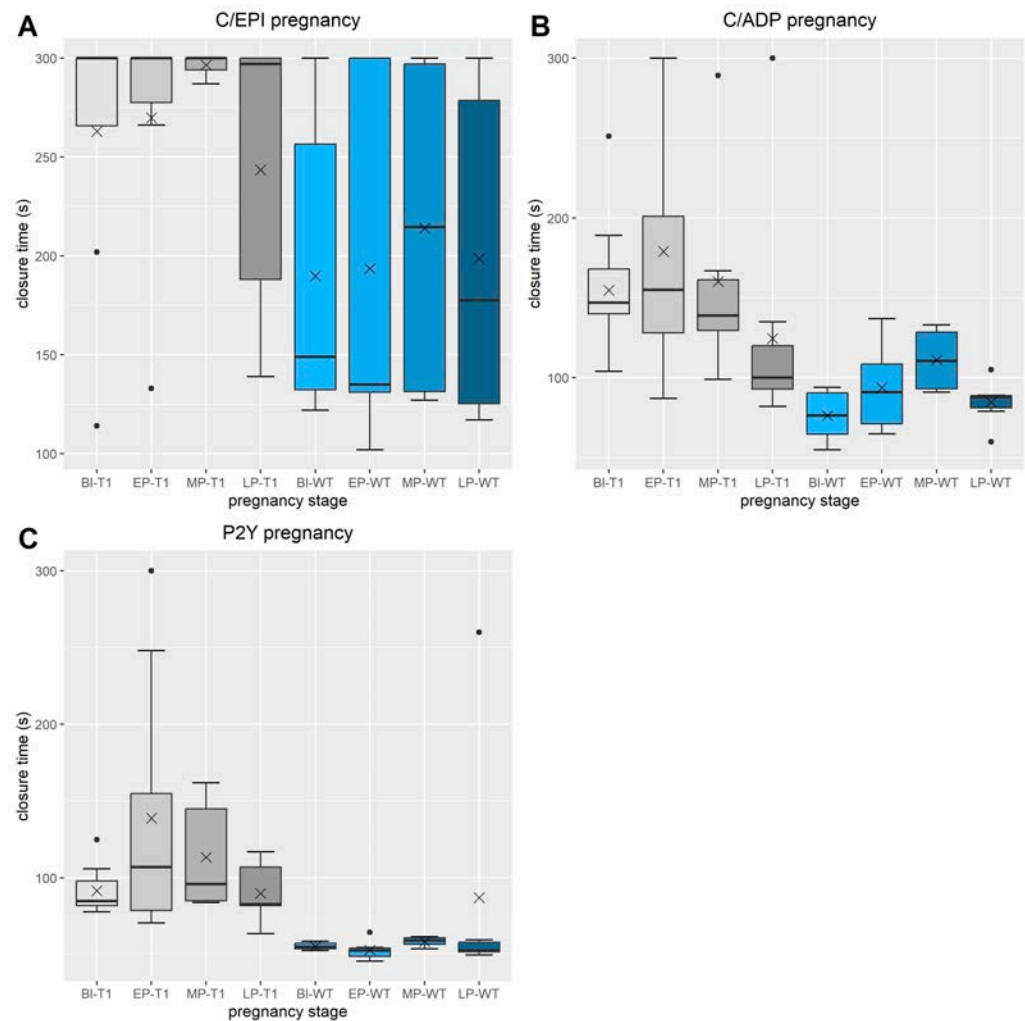 A
C/EPI pregnancy
closure time (s)
300
250
200
150
100
BI-T1 EP-T1 MP-T1 LP-T1 BI-WT EP-WT MP-WT LP-WT
pregnancy stage
B
C/ADP pregnancy
closure time (s)
300
200
100
BI-T1 EP-T1 MP-T1 LP-T1 BI-WT EP-WT MP-WT LP-WT
pregnancy stage
C
P2Y pregnancy
closure time (s)
300
200
100
BI-T1 EP-T1 MP-T1 LP-T1 BI-WT EP-WT MP-WT LP-WT
pregnancy stage